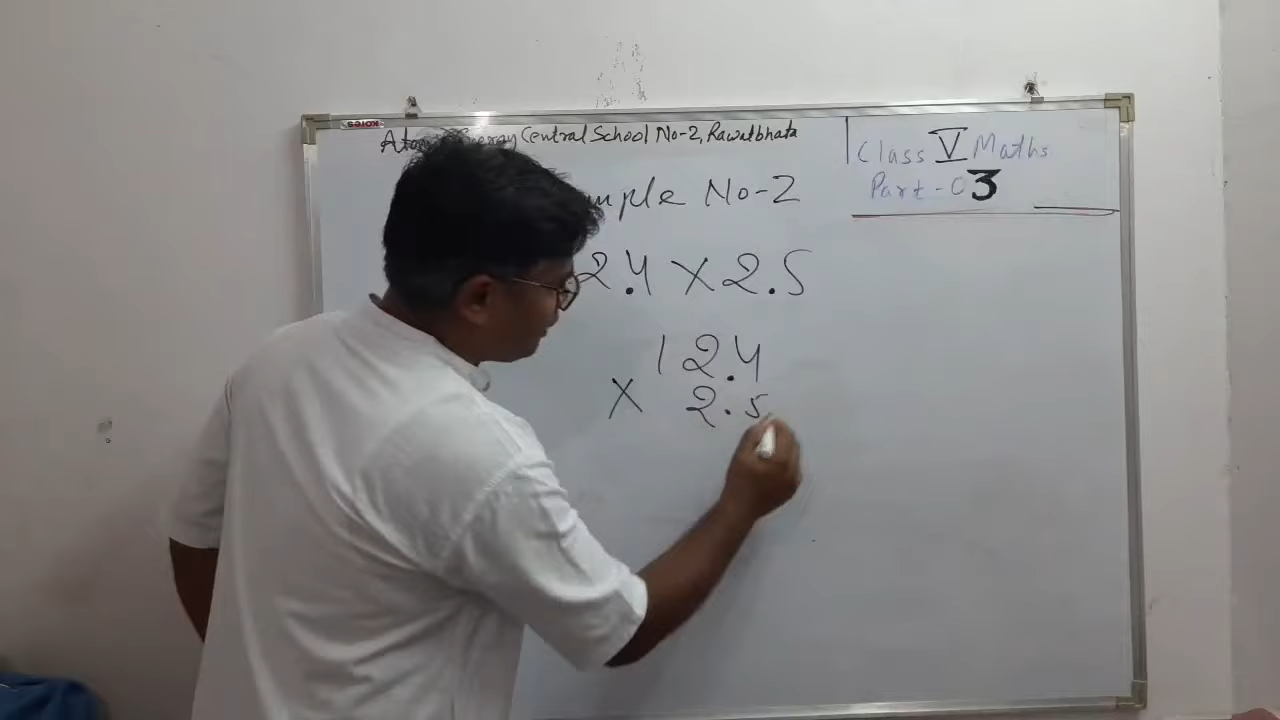 Central School No-2, Rawatbhata
Class V Maths
Part-03
No-2
2.4 X 2.5
12.4
X 2.5